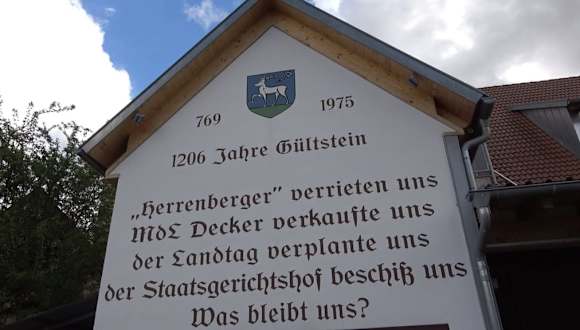 769 1975
1206 Jahre Gültstein
„Herrenberger" verrieten uns
MdL Decker verkaufte uns
der Landtag verplante uns
der Staatsgerichtshof beschiß uns
Was bleibt uns?